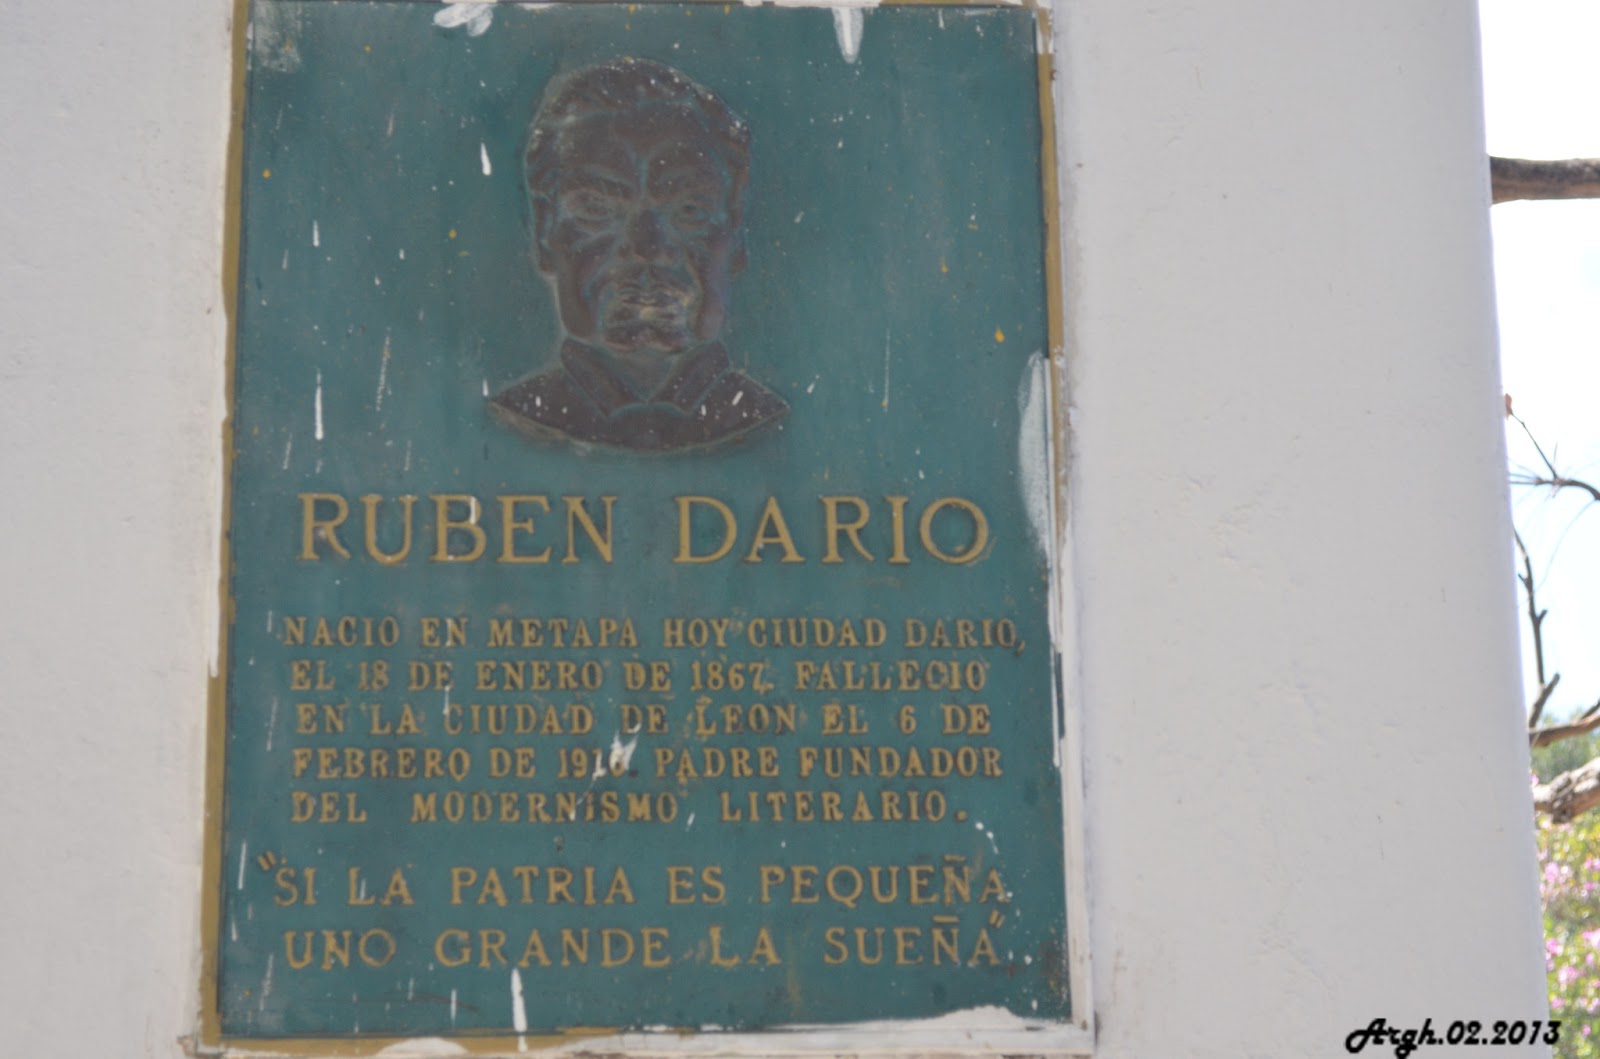 RUBEN DARIO
NACIO EN METAPA HOY CIUDAD DARIO,
EL 18 DE ENERO DE 1867. FALLECIO
EN LA CIUDAD DE LEON EL 6 DE
FEBRERO DE 1916. PADRE FUNDADOR
DEL MODERNISMO LITERARIO.
"SI LA PATRIA ES PEQUEÑA
UNO GRANDE LA SUEÑA"
Argh.02.2013